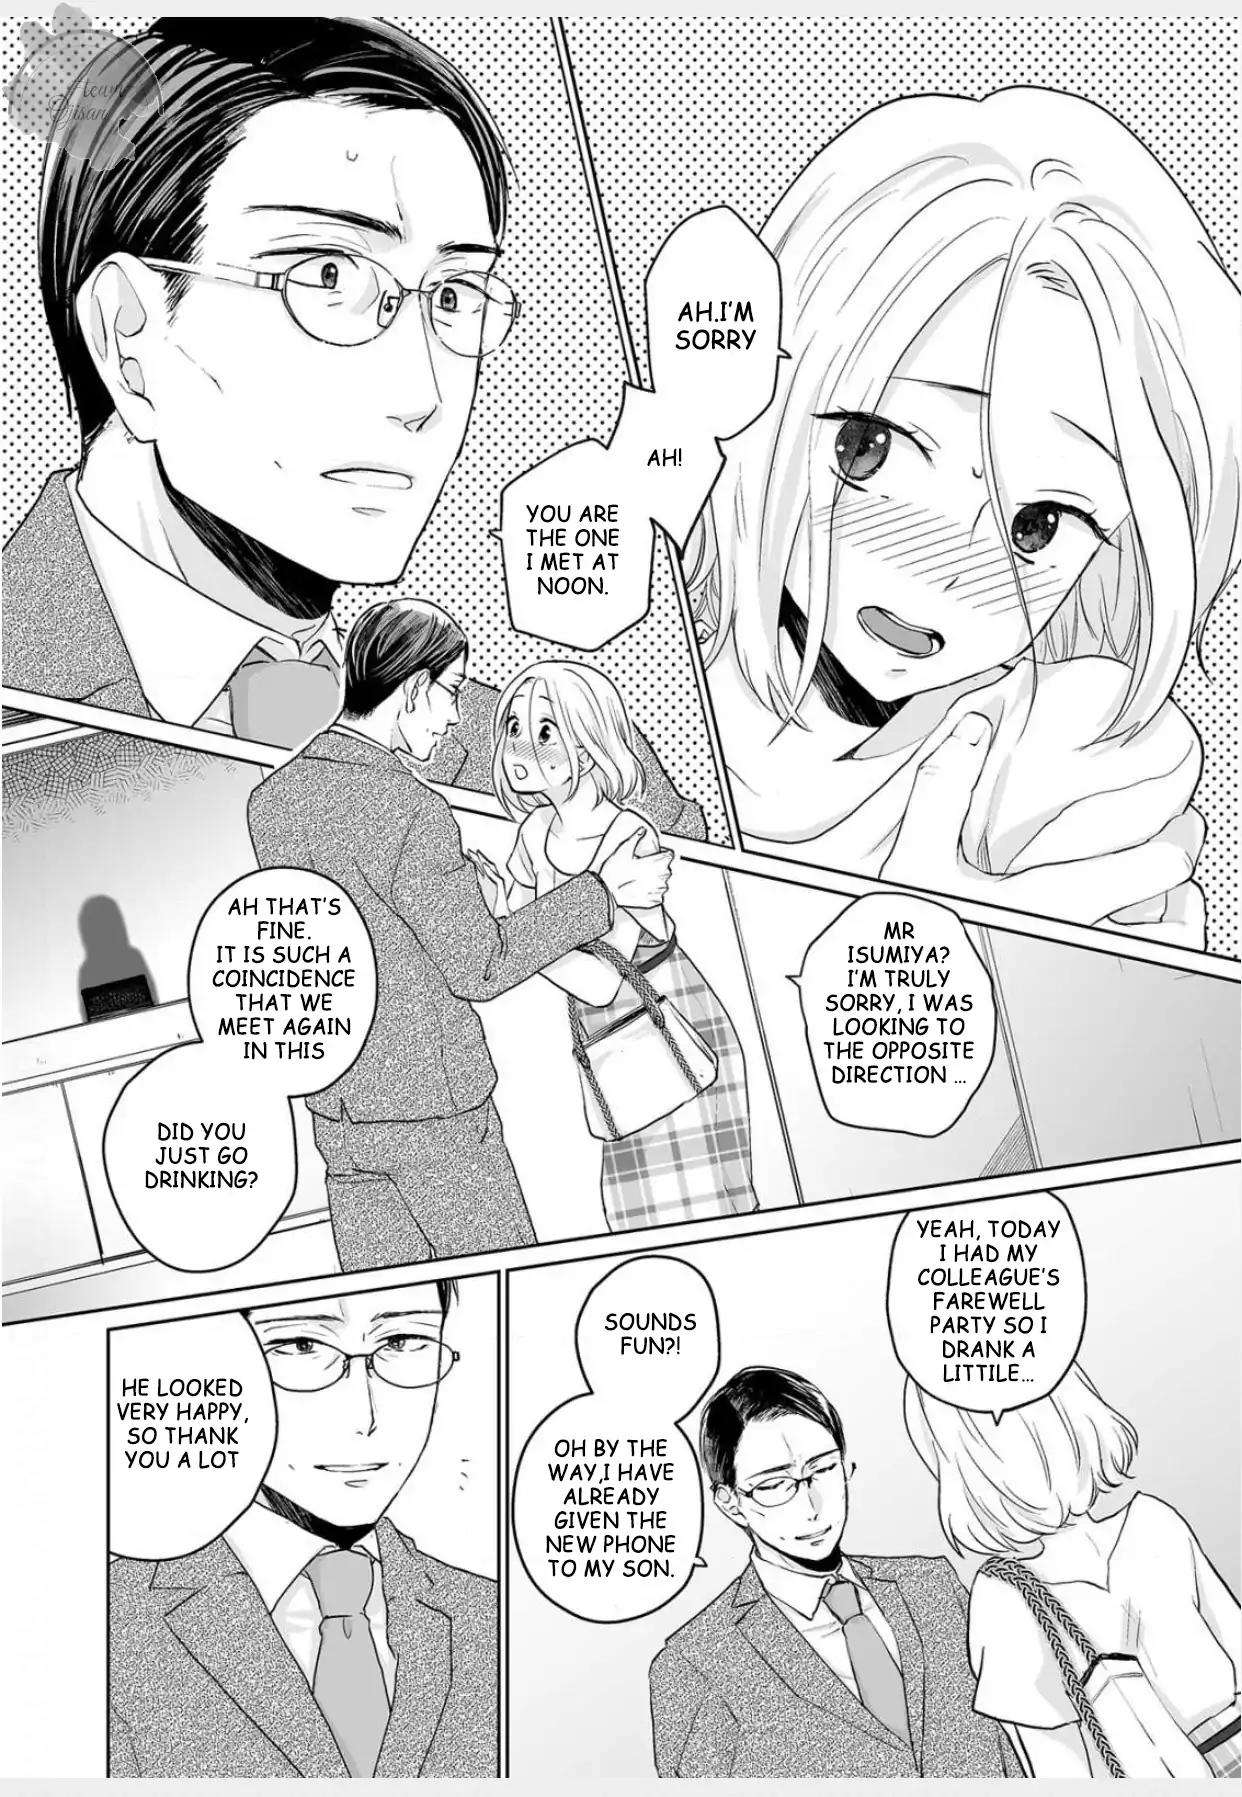 AH.I'M
SORRY
AH!
YOU ARE
THE ONE
I MET AT
NOON.
MR
ISUMIYA?
I'M TRULY
SORRY, I WAS
LOOKING TO
THE OPPOSITE
DIRECTION ...
AH THAT'S
FINE.
IT IS SUCH A
COINCIDENCE
THAT WE
MEET AGAIN
IN THIS
DID YOU
JUST GO
DRINKING?
YEAH, TODAY
I HAD MY
COLLEAGUE'S
FAREWELL
PARTY SO I
DRANK A
LITTILE...
SOUNDS
FUN?!
OH BY THE
WAY,I HAVE
ALREADY
GIVEN THE
NEW PHONE
TO MY SON.
HE LOOKED
VERY HAPPY,
SO THANK
YOU A LOT